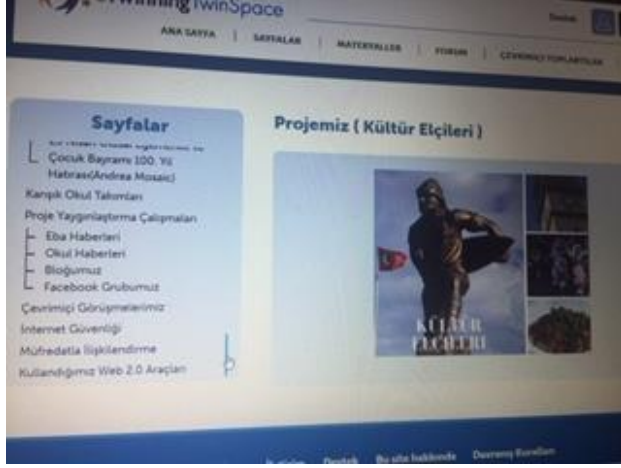 TwinSpace
Destek
ANA SAYFA | SAYFALAR | MATERYALLER | FORUM | ÇEVRİMİÇİ TOPLANTILAR
Sayfalar
Çocuk Bayramı 100. Yıl
Hatırası(Andrea Mosaic)
Karışık Okul Takımları
Proje Yaygınlaştırma Çalışmaları
Eba Haberleri
Okul Haberleri
Bloğumuz
Facebook Grubumuz
Çevrimiçi Görüşmelerimiz
İnternet Güvenliği
Müfredatla İlişkilendirme
Kullandığımız Web 2.0 Araçları
Projemiz ( Kültür Elçileri )
KÜLTÜR
ELÇİLERİ
İletişim Destek Bu site hakkında Davranış Kuralları